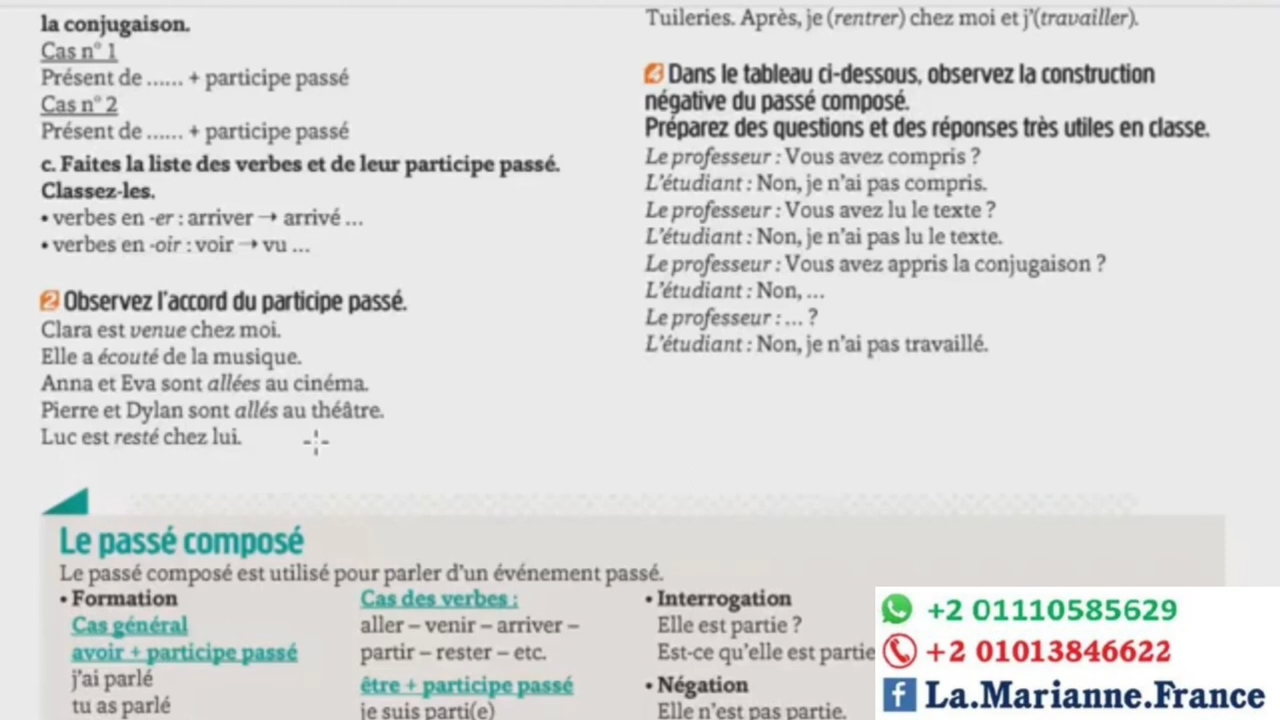 la conjugaison.
Cas n° 1
Présent de ...... + participe passé
Cas n° 2
Présent de ...... + participe passé
c. Faites la liste des verbes et de leur participe passé.
Classez-les.
• verbes en -er : arriver → arrivé ...
• verbes en -oir : voir → vu ...
2 Observez l'accord du participe passé.
Clara est venue chez moi.
Elle a écouté de la musique.
Anna et Eva sont allées au cinéma.
Pierre et Dylan sont allés au théâtre.
Luc est resté chez lui.
Tuileries. Après, je (rentrer) chez moi et j'(travailler).
4 Dans le tableau ci-dessous, observez la construction
négative du passé composé.
Préparez des questions et des réponses très utiles en classe.
Le professeur : Vous avez compris ?
L'étudiant : Non, je n'ai pas compris.
Le professeur : Vous avez lu le texte ?
L'étudiant : Non, je n'ai pas lu le texte.
Le professeur : Vous avez appris la conjugaison ?
L'étudiant : Non, ...
Le professeur : ... ?
L'étudiant : Non, je n'ai pas travaillé.
Le passé composé
Le passé composé est utilisé pour parler d'un événement passé.
• Formation
Cas général
avoir + participe passé
j'ai parlé
tu as parlé
Cas des verbes :
aller – venir – arriver –
partir – rester – etc.
être + participe passé
je suis parti(e)
• Interrogation
Elle est partie ?
Est-ce qu'elle est partie
• Négation
Elle n'est pas partie.
+2 01110585629
+2 01013846622
La.Marianne.France